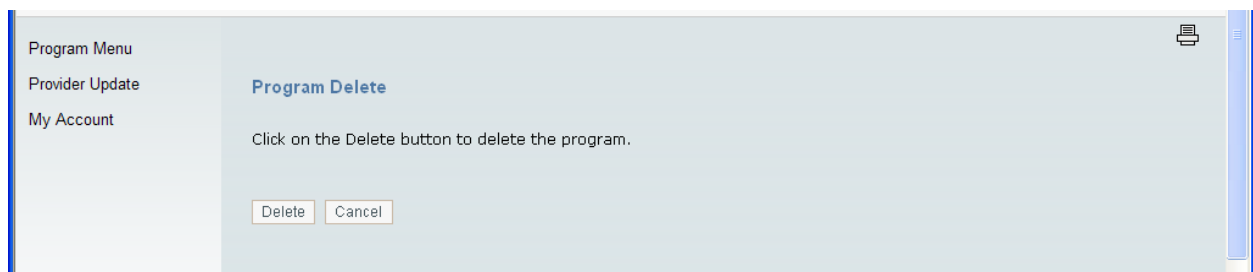 Program Menu
Provider Update
My Account
Program Delete
Click on the Delete button to delete the program.
Delete Cancel